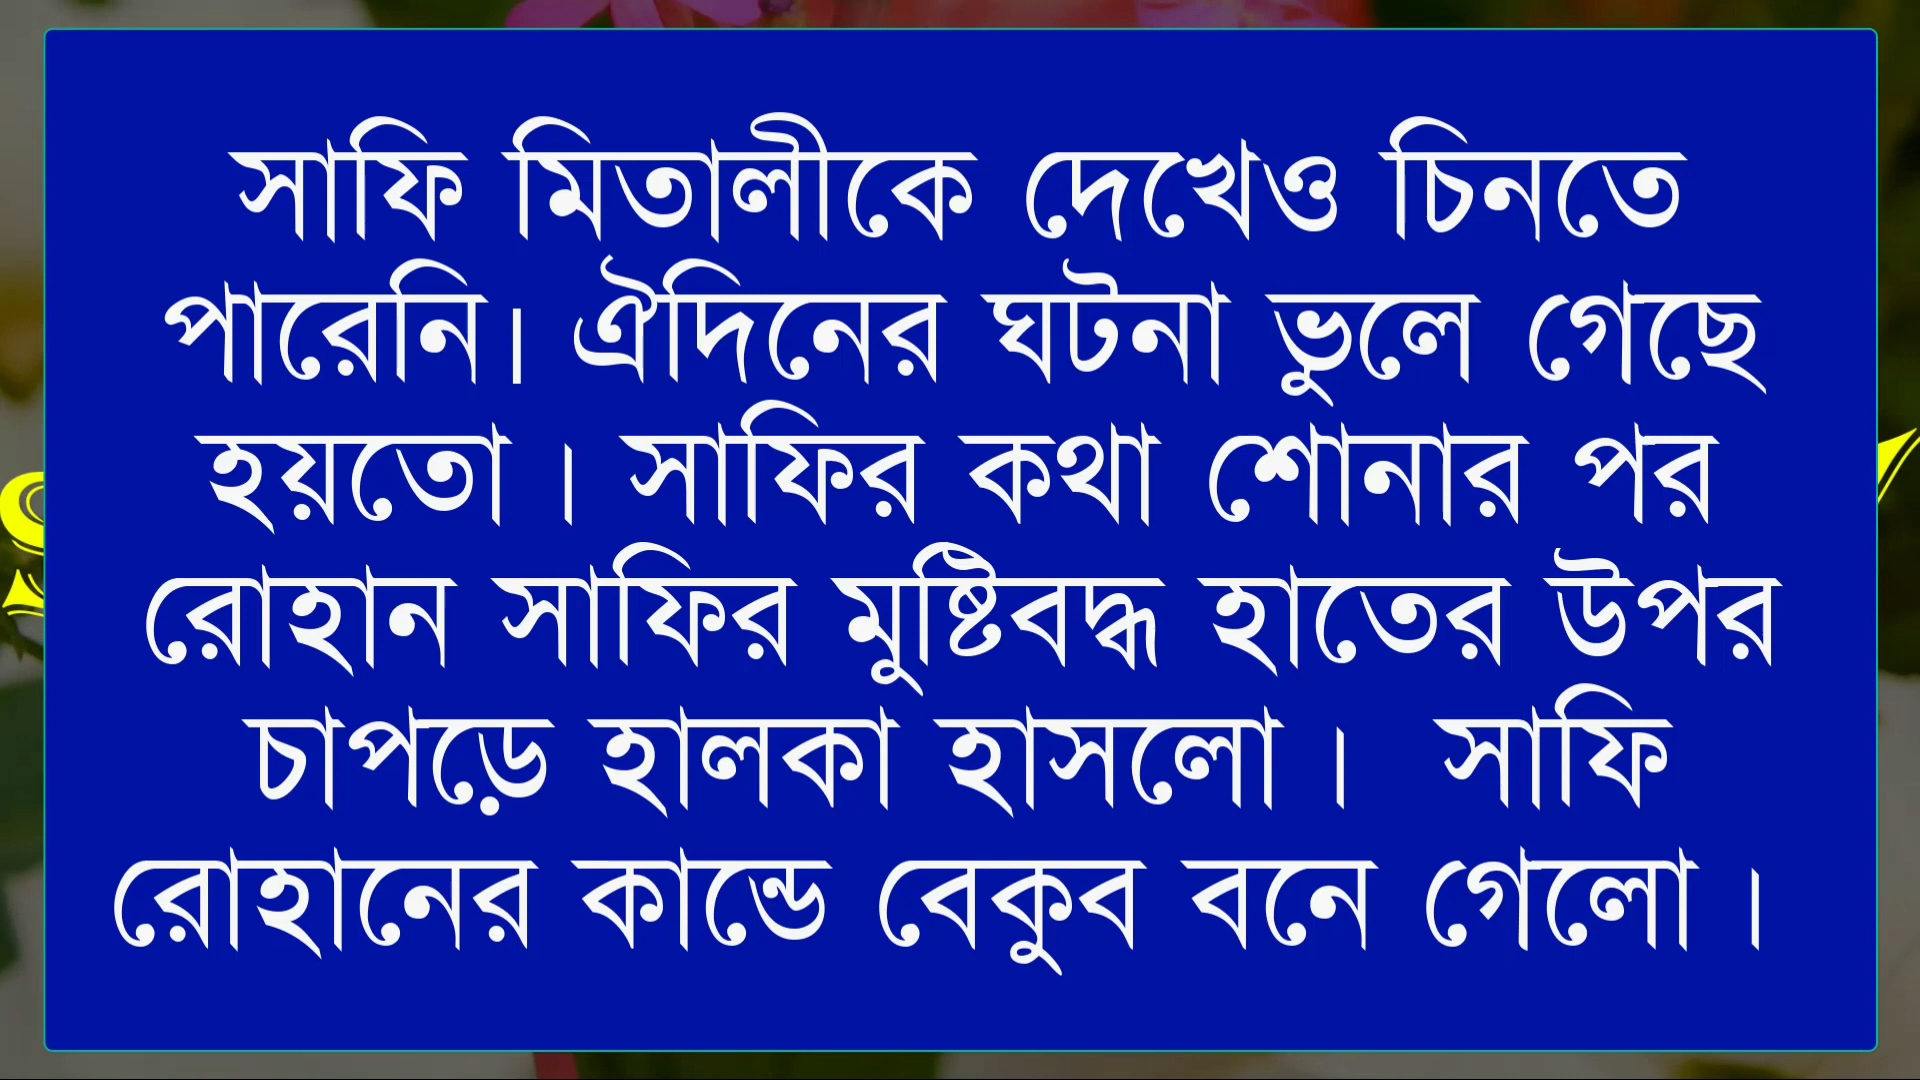 সাফি মিতালীকে দেখেও চিনতে
পারেনি। ঐদিনের ঘটনা ভুলে গেছে
হয়তো । সাফির কথা শোনার পর
রোহান সাফির মুষ্টিবদ্ধ হাতের উপর
চাপড়ে হালকা হাসলো । সাফি
রোহানের কান্ডে বেকুব বনে গেলো ।